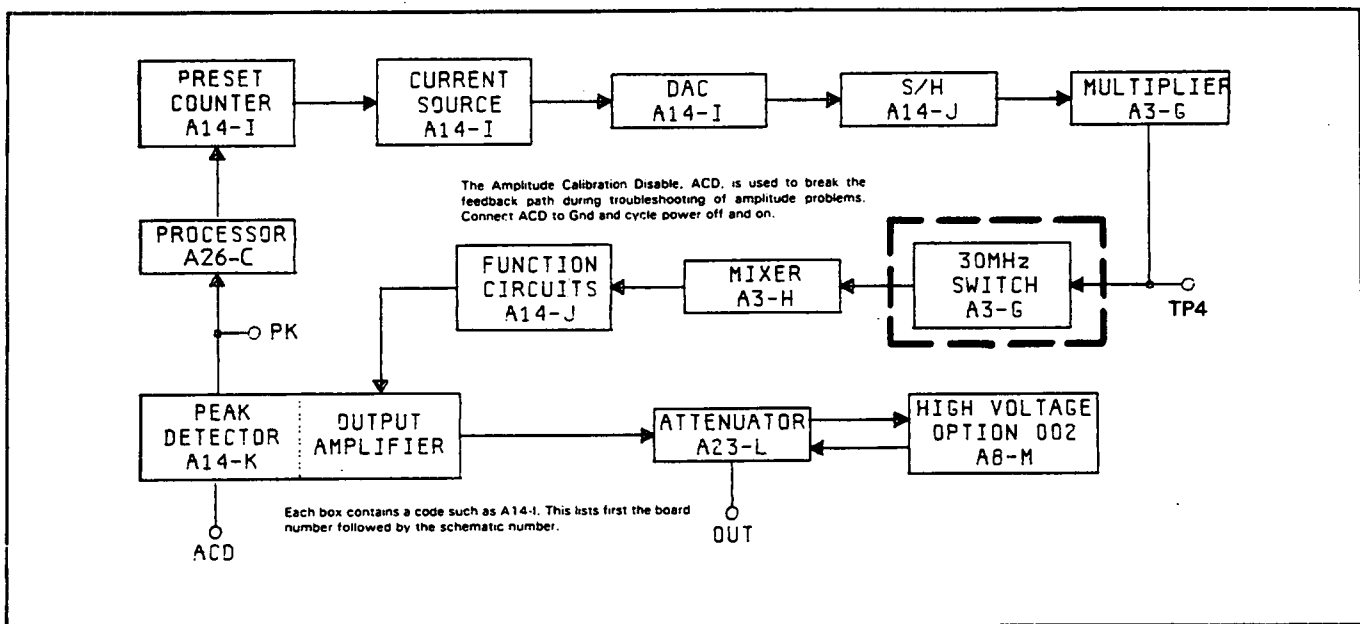 PRESET
COUNTER
A14-I
CURRENT
SOURCE
A14-I
DAC
A14-I
S/H
A14-J
MULTIPLIER
A3-G
The Amplitude Calibration Disable, ACD, is used to break the
feedback path during troubleshooting of amplitude problems.
Connect ACD to Gnd and cycle power off and on.
PROCESSOR
A26-C
FUNCTION
CIRCUITS
A14-J
MIXER
A3-H
30MHz
SWITCH
A3-G
TP4
PK
PEAK
DETECTOR
A14-K
OUTPUT
AMPLIFIER
ATTENUATOR
A23-L
HIGH VOLTAGE
OPTION 002
A8-M
Each box contains a code such as A14-I. This lists first the board
number followed by the schematic number.
ACD
OUT